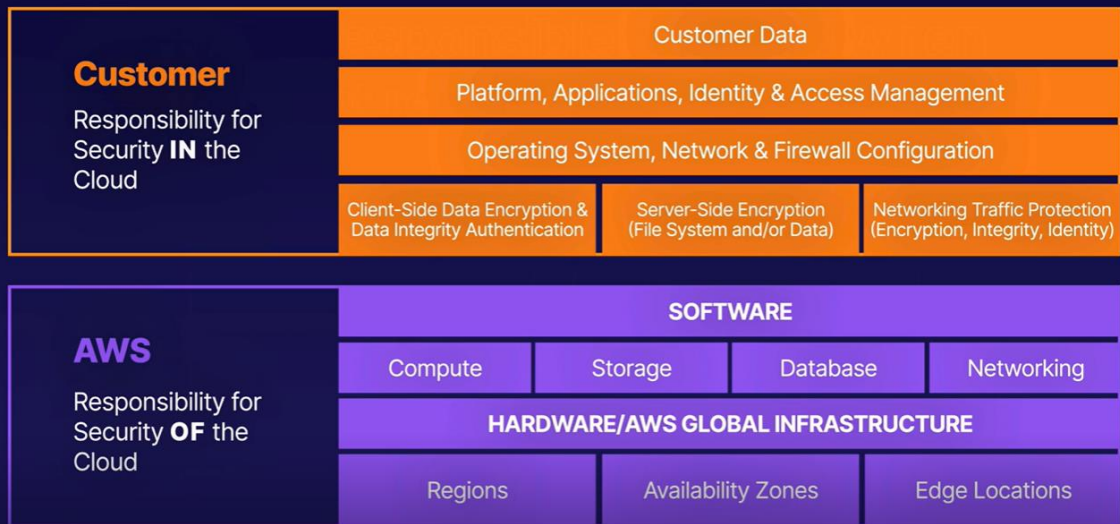 Customer
Responsibility for
Security IN the
Cloud
Customer Data
Platform, Applications, Identity & Access Management
Operating System, Network & Firewall Configuration
Client-Side Data Encryption &
Data Integrity Authentication
Server-Side Encryption
(File System and/or Data)
Networking Traffic Protection
(Encryption, Integrity, Identity)
AWS
Responsibility for
Security OF the
Cloud
SOFTWARE
Compute
Storage
Database
Networking
HARDWARE/AWS GLOBAL INFRASTRUCTURE
Regions
Availability Zones
Edge Locations